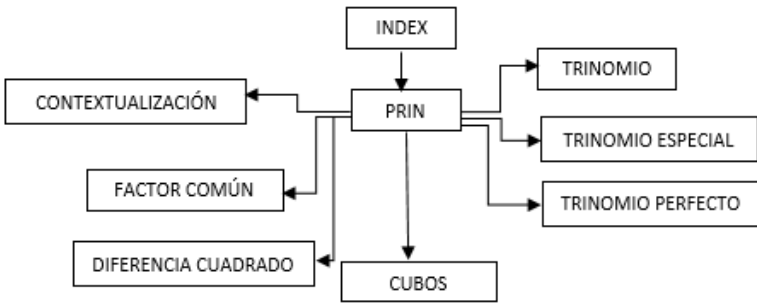 INDEX
TRINOMIO
CONTEXTUALIZACIÓN
PRIN
TRINOMIO ESPECIAL
FACTOR COMÚN
TRINOMIO PERFECTO
DIFERENCIA CUADRADO
CUBOS